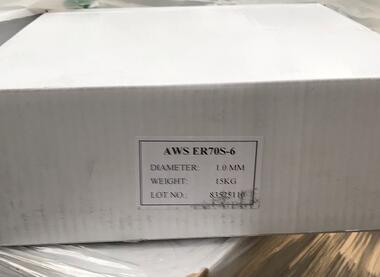 AWS ER70S-6
DIAMETER: 1.0 MM
WEIGHT: 15KG
LOT NO.: 83525110